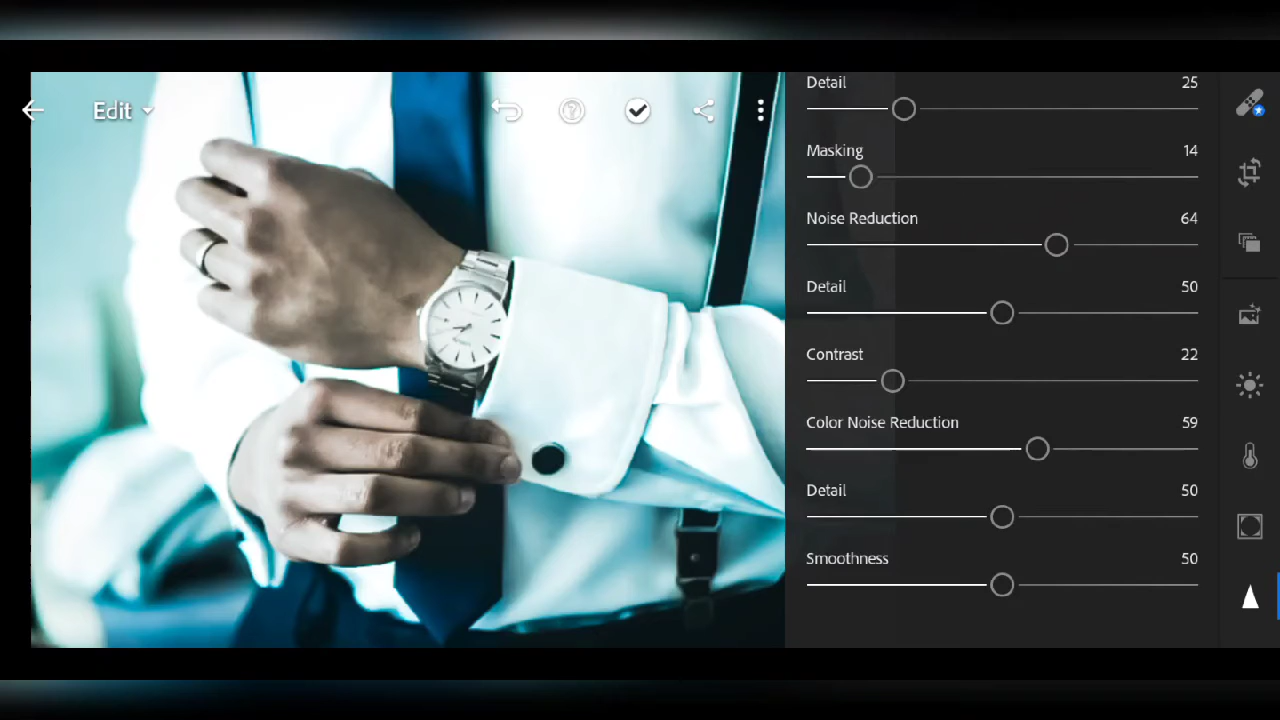 Edit
Detail 25
Masking 14
Noise Reduction 64
Detail 50
Contrast 22
Color Noise Reduction 59
Detail 50
Smoothness 50